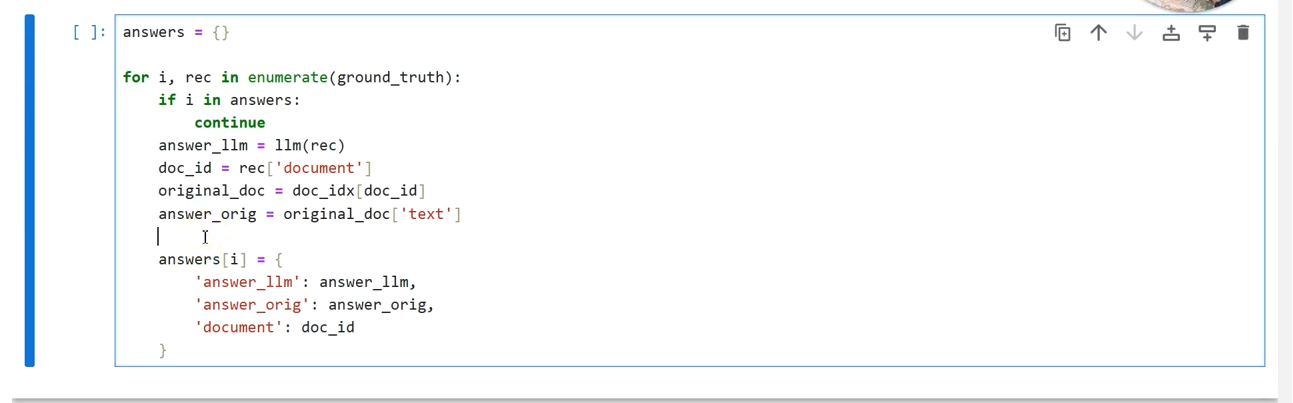 [ ]:
answers = {}
for i, rec in enumerate(ground_truth):
    if i in answers:
        continue
    answer_llm = llm(rec)
    doc_id = rec['document']
    original_doc = doc_idx[doc_id]
    answer_orig = original_doc['text']
    answers[i] = {
        'answer_llm': answer_llm,
        'answer_orig': answer_orig,
        'document': doc_id
    }